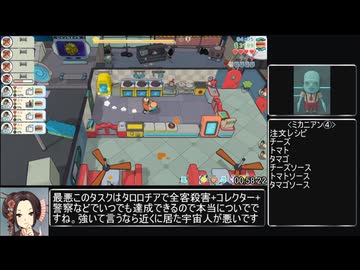 <ミカニアン④>
注文レシピ
チーズ
トマト
タマゴ
チーズソース
トマトソース
タマゴソース
00:58:22
最悪このタスクはタロロチアで全客殺害+コレクター+
警察などでいつでも達成できるので本当についでで
すね。強いて言うなら近くに居た宇宙人が悪いです